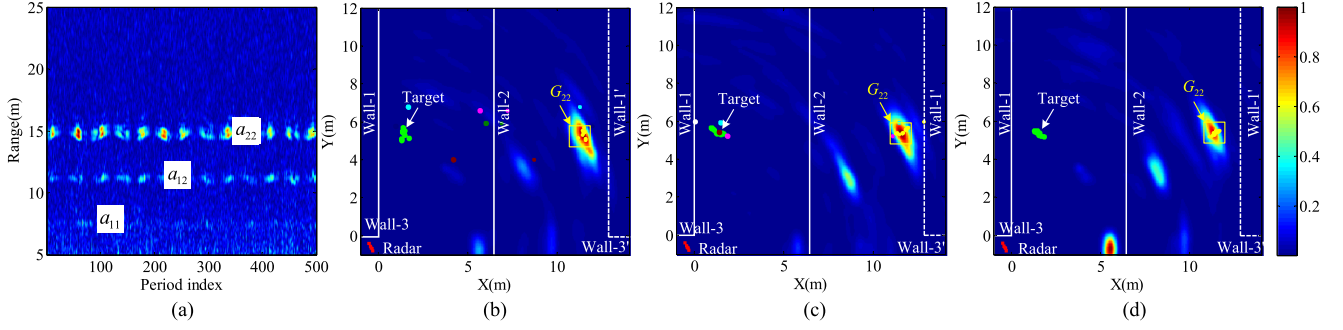 25
20
15
10
5
Range(m)
a22
a12
a11
100 200 300 400 500
Period index
(a)
12
10
8
6
4
2
0
Y(m)
Wall-1
Target
Wall-2
G22
Wall-1'
Wall-3
Radar
Wall-3'
0 5 10
X(m)
(b)
12
10
8
6
4
2
0
Y(m)
Wall-1
Target
Wall-2
G22
Wall-1'
Wall-3
Radar
Wall-3'
0 5 10
X(m)
(c)
12
10
8
6
4
2
0
Y(m)
Wall-1
Target
Wall-2
G22
Wall-1'
Wall-3
Radar
Wall-3'
0 5 10
X(m)
(d)
1
0.8
0.6
0.4
0.2